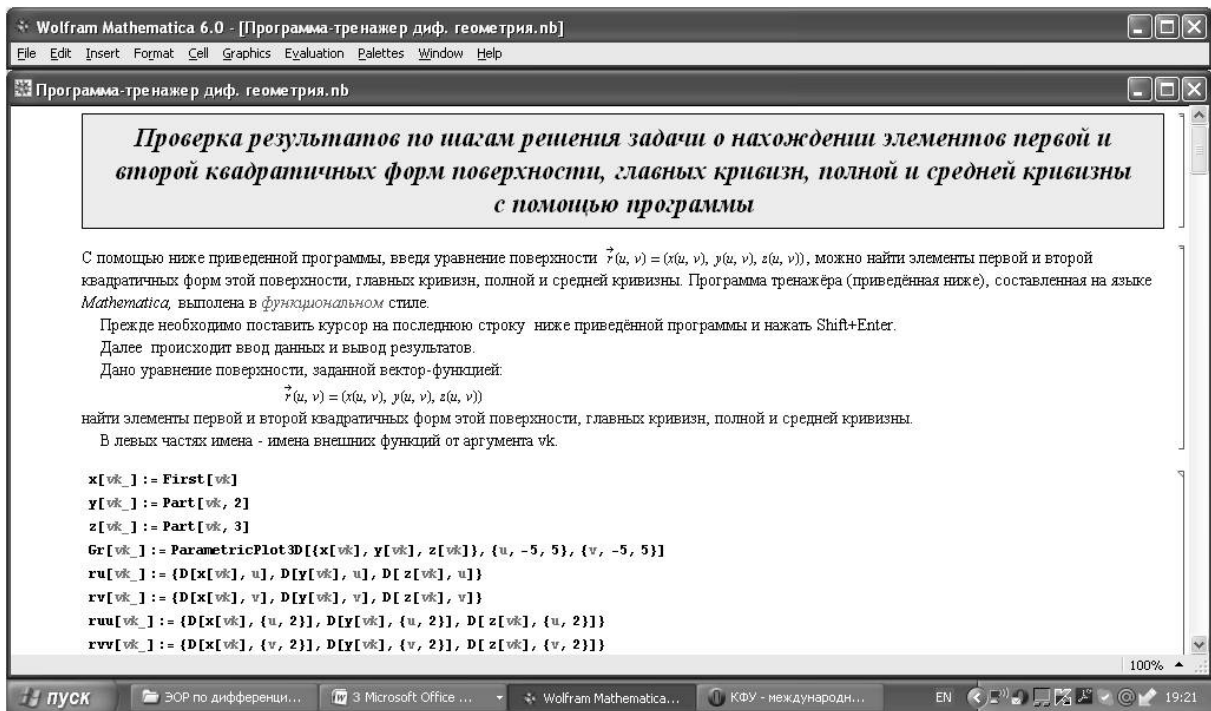 Wolfram Mathematica 6.0 - [Программа-тренажер диф. геометрия.nb]
File Edit Insert Format Cell Graphics Evaluation Palettes Window Help
Программа-тренажер диф. геометрия.nb
Проверка результатов по шагам решения задачи о нахождении элементов первой и
второй квадратичных форм поверхности, главных кривизн, полной и средней кривизны
с помощью программы
С помощью ниже приведенной программы, введя уравнение поверхности r⃗(u, v) = (x(u, v), y(u, v), z(u, v)), можно найти элементы первой и второй
квадратичных форм этой поверхности, главных кривизн, полной и средней кривизны. Программа тренажёра (приведённая ниже), составленная на языке
Mathematica, выполена в функциональном стиле.
Прежде необходимо поставить курсор на последнюю строку ниже приведённой программы и нажать Shift+Enter.
Далее происходит ввод данных и вывод результатов.
Дано уравнение поверхности, заданной вектор-функцией:
r⃗(u, v) = (x(u, v), y(u, v), z(u, v))
найти элементы первой и второй квадратичных форм этой поверхности, главных кривизн, полной и средней кривизны.
В левых частях имена - имена внешних функций от аргумента vk.
x[vk_] := First[vk]
y[vk_] := Part[vk, 2]
z[vk_] := Part[vk, 3]
Gr[vk_] := ParametricPlot3D[{x[vk], y[vk], z[vk]}, {u, -5, 5}, {v, -5, 5}]
ru[vk_] := {D[x[vk], u], D[y[vk], u], D[ z[vk], u]}
rv[vk_] := {D[x[vk], v], D[y[vk], v], D[ z[vk], v]}
ruu[vk_] := {D[x[vk], {u, 2}], D[y[vk], {u, 2}], D[ z[vk], {u, 2}]}
rvv[vk_] := {D[x[vk], {v, 2}], D[y[vk], {v, 2}], D[ z[vk], {v, 2}]}
100%
пуск ЭОР по дифференци... 3 Microsoft Office ... Wolfram Mathematica... КФУ - международн... EN 19:21